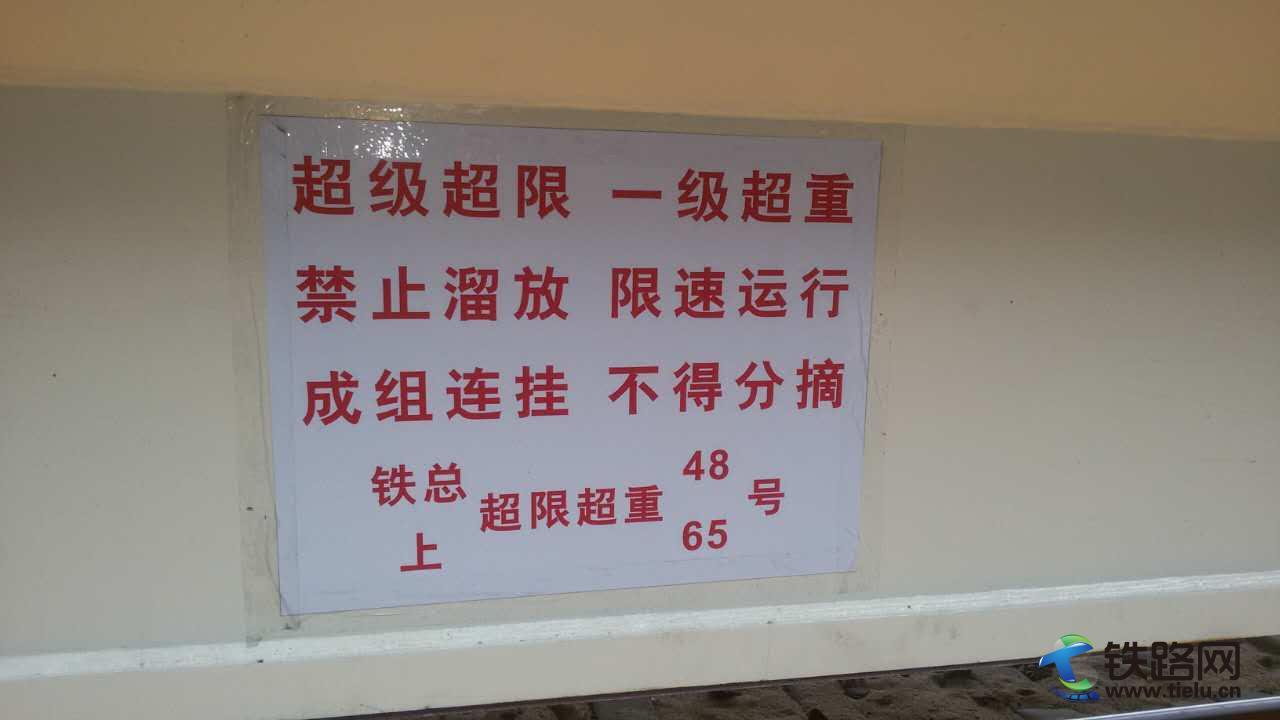 超级超限 一级超重
禁止溜放 限速运行
成组连挂 不得分摘
铁总 超限超重 48 号
上 65
铁路网
www.tielu.cn